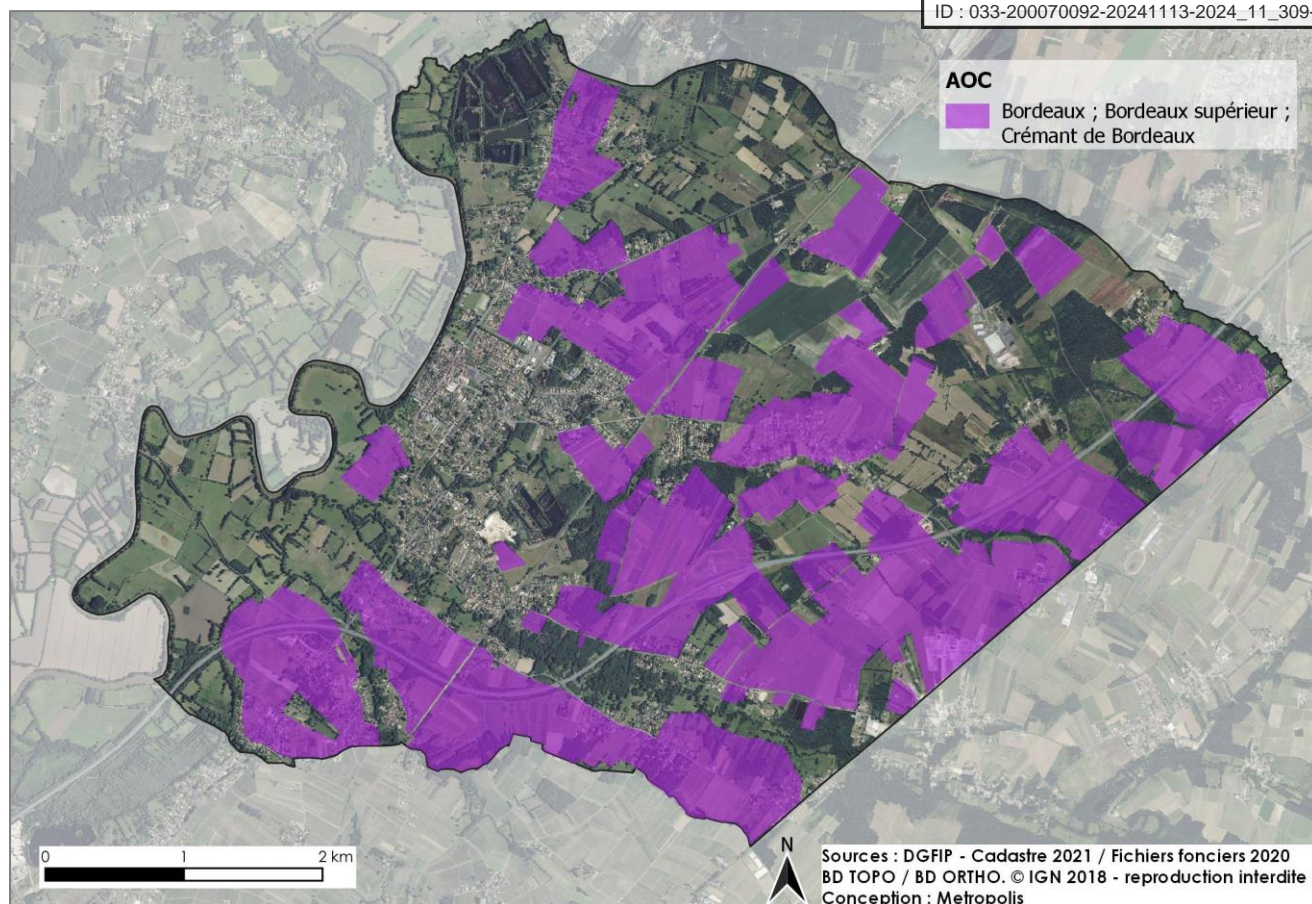 ID : 033-200070092-20241113-2024_11_309-
AOC
Bordeaux ; Bordeaux supérieur ;
Crémant de Bordeaux
0 1 2 km
N
Sources : DGFIP - Cadastre 2021 / Fichiers fonciers 2020
BD TOPO / BD ORTHO. © IGN 2018 - reproduction interdite
Conception : Metropolis